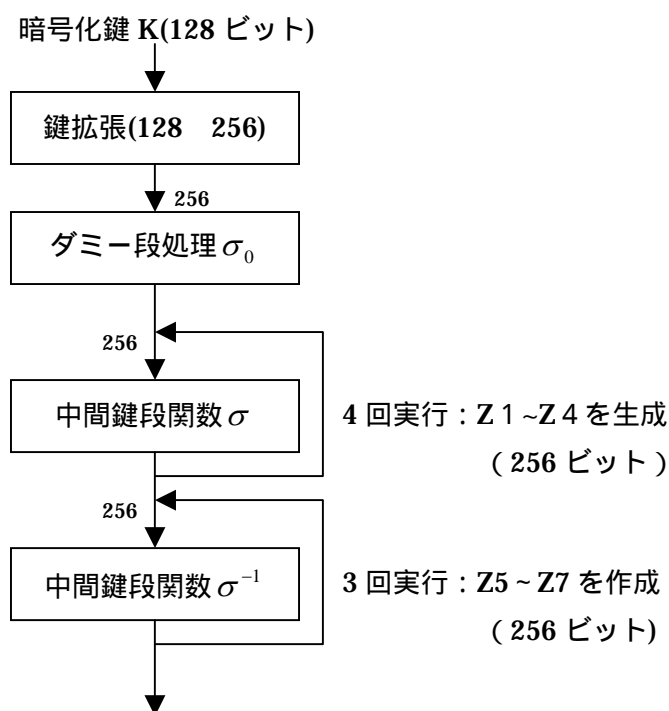 暗号化鍵 K(128 ビット)
鍵拡張(128 256)
256
ダミー段処理 σ₀
256
中間鍵段関数 σ
4 回実行：Z１~Z４を生成
（256 ビット）
256
中間鍵段関数 σ⁻¹
3 回実行：Z5～Z7 を作成
（256 ビット)